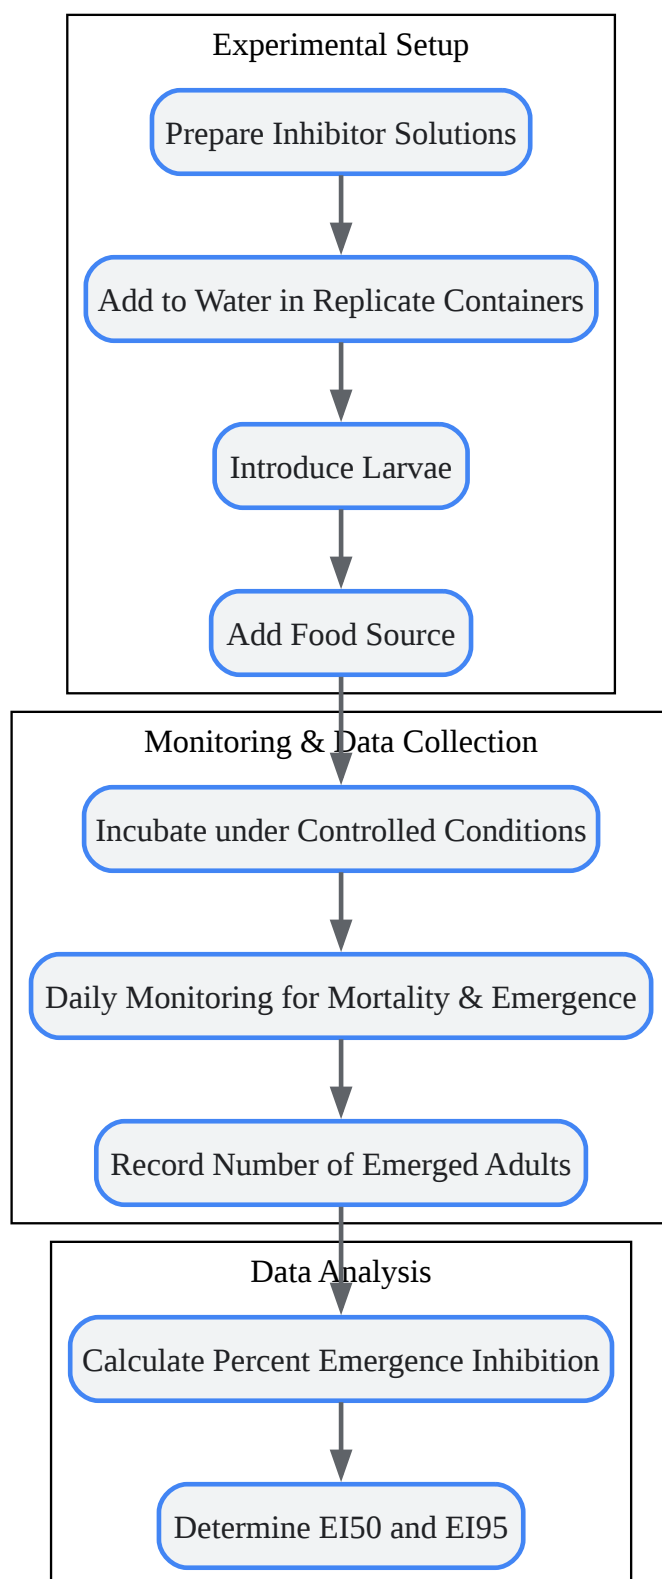 Experimental Setup
Prepare Inhibitor Solutions
Add to Water in Replicate Containers
Introduce Larvae
Add Food Source
Monitoring & Data Collection
Incubate under Controlled Conditions
Daily Monitoring for Mortality & Emergence
Record Number of Emerged Adults
Data Analysis
Calculate Percent Emergence Inhibition
Determine EI50 and EI95